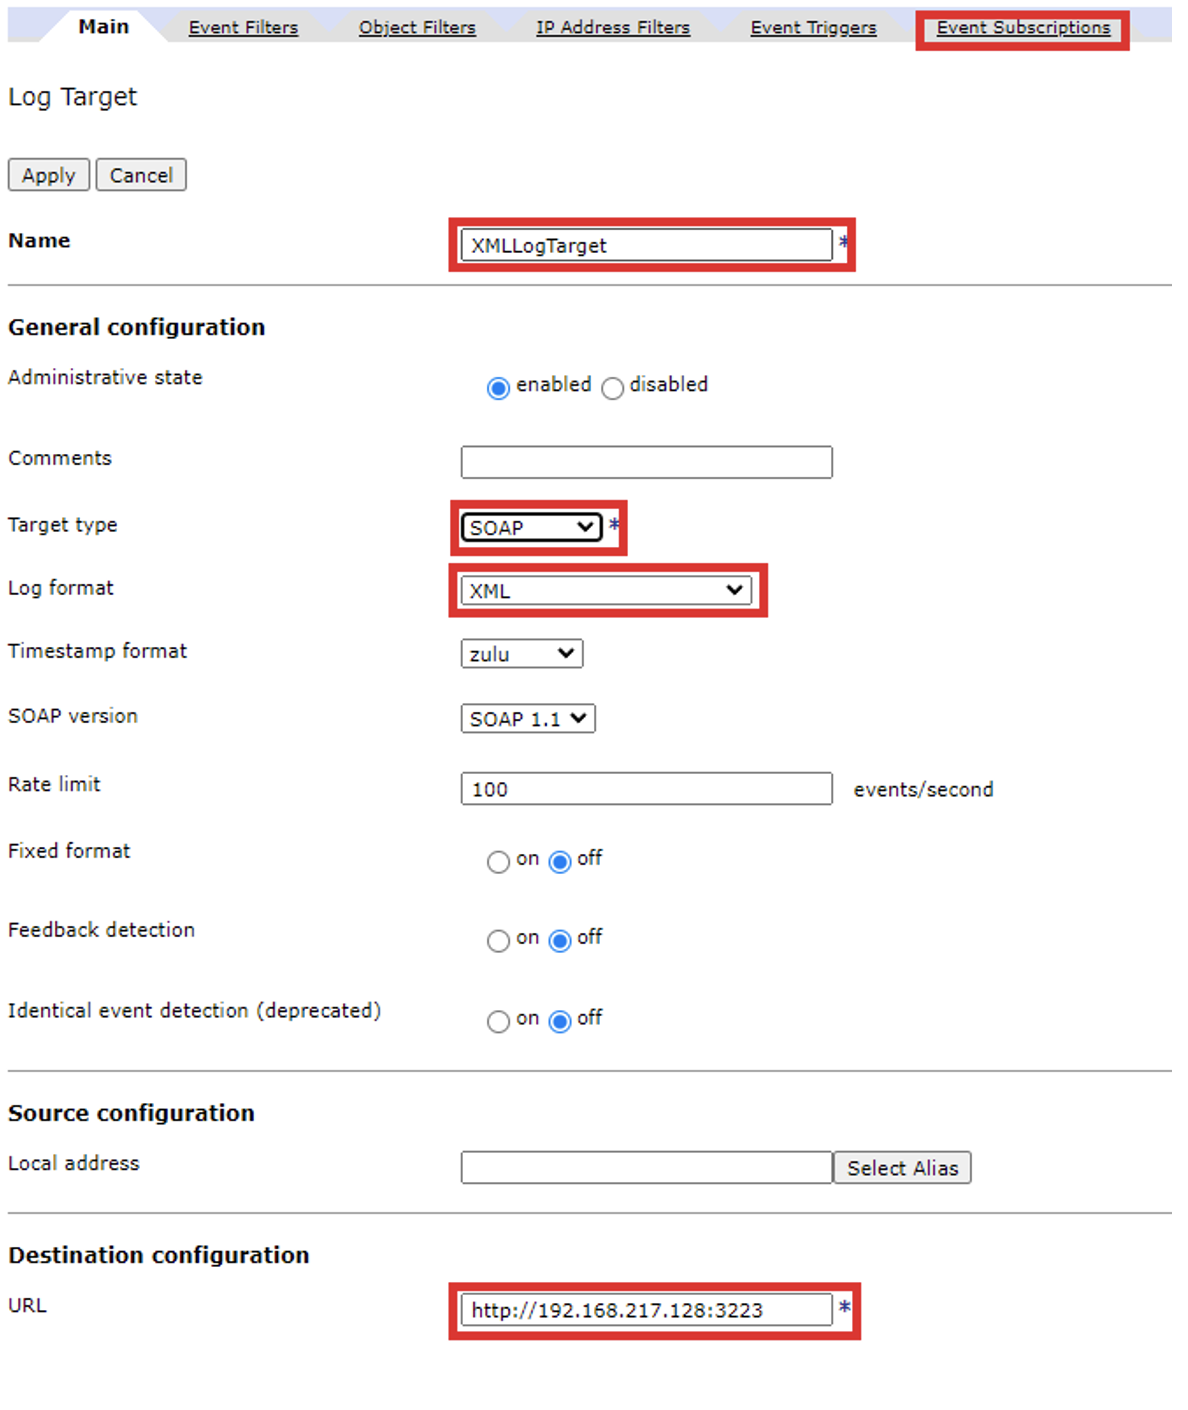 Main Event Filters Object Filters IP Address Filters Event Triggers Event Subscriptions
Log Target
Apply Cancel
Name XMLLogTarget *
General configuration
Administrative state enabled disabled
Comments
Target type SOAP *
Log format XML
Timestamp format zulu
SOAP version SOAP 1.1
Rate limit 100 events/second
Fixed format on off
Feedback detection on off
Identical event detection (deprecated) on off
Source configuration
Local address Select Alias
Destination configuration
URL http://192.168.217.128:3223 *